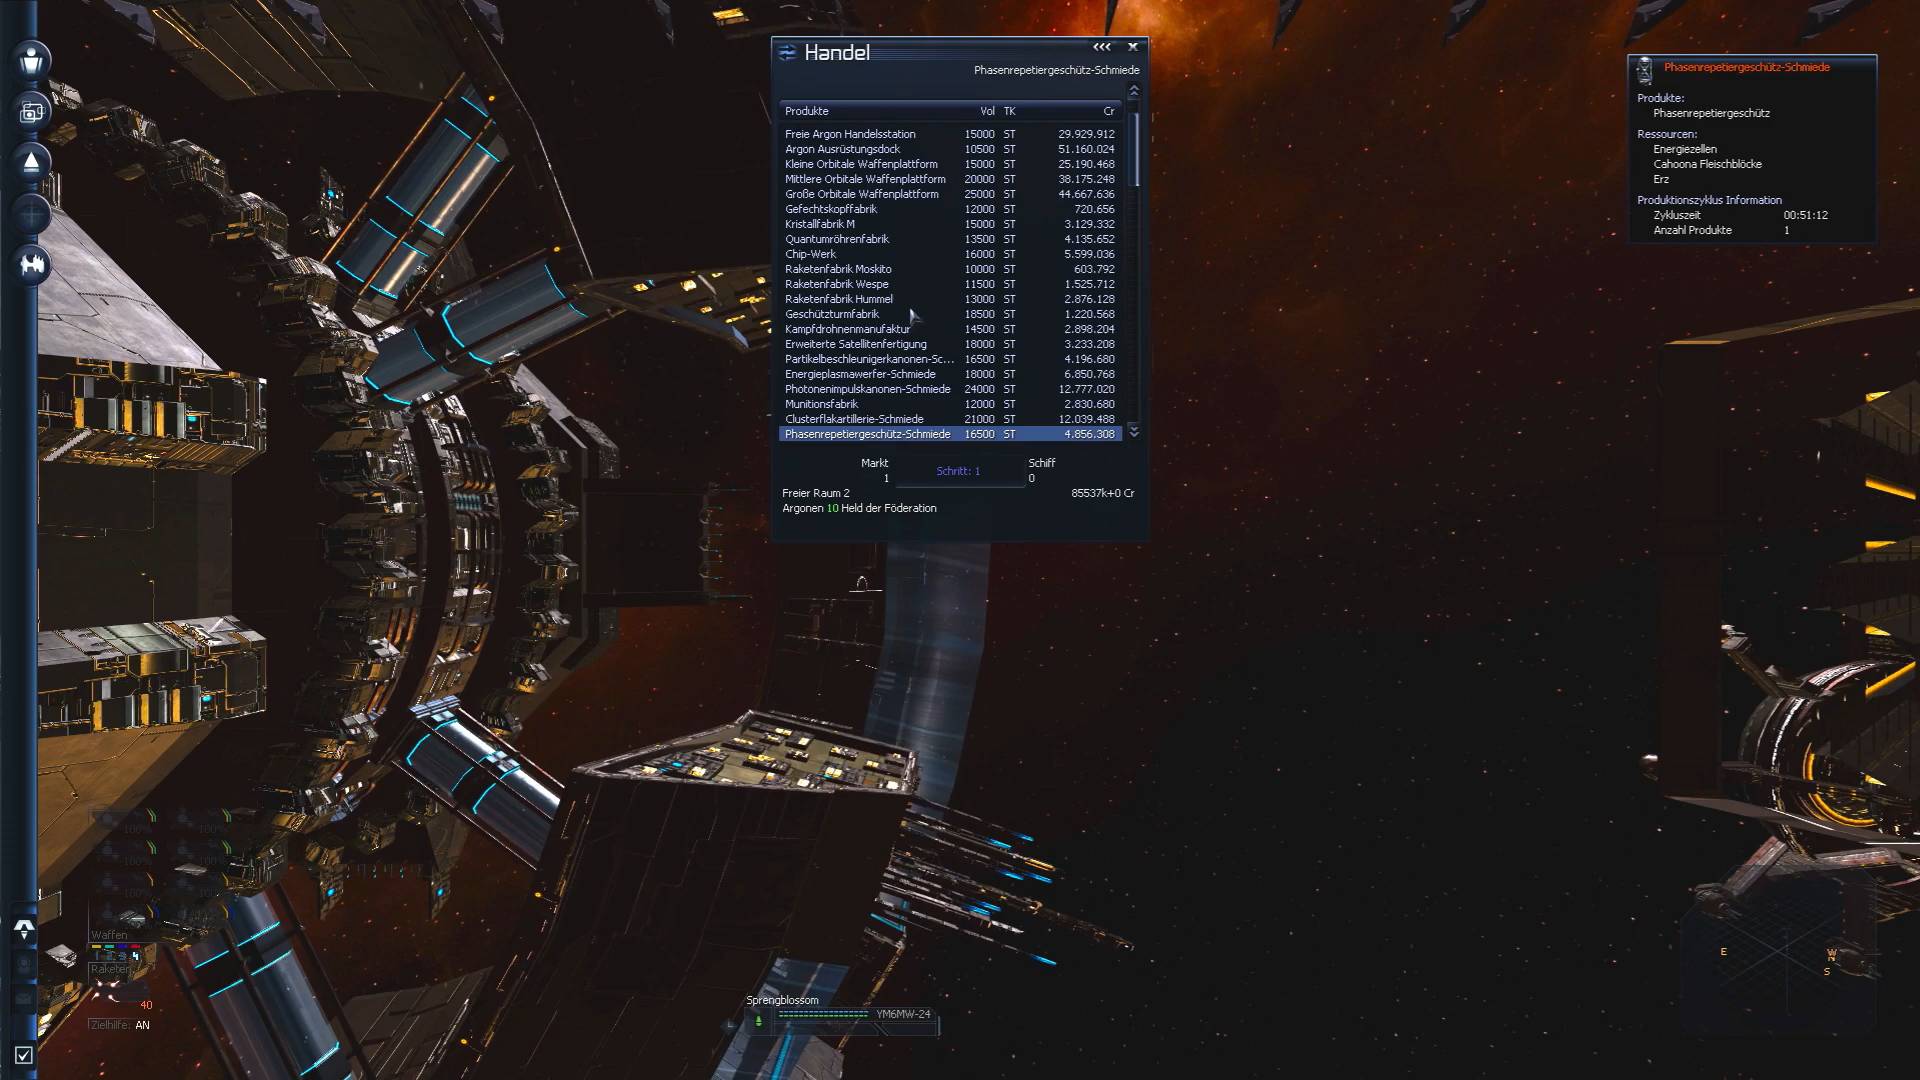 Handel
Phasenrepetiergeschütz-Schmiede
Produkte Vol TK Cr
Freie Argon Handelsstation 15000 ST 29.929.912
Argon Ausrüstungsdock 10500 ST 51.160.024
Kleine Orbitale Waffenplattform 15000 ST 25.190.468
Mittlere Orbitale Waffenplattform 20000 ST 38.175.248
Große Orbitale Waffenplattform 25000 ST 44.667.636
Gefechtskopffabrik 12000 ST 720.656
Kristallfabrik M 15000 ST 3.129.332
Quantumröhrenfabrik 13500 ST 4.135.652
Chip-Werk 16000 ST 5.599.036
Raketenfabrik Moskito 10000 ST 603.792
Raketenfabrik Wespe 11500 ST 1.525.712
Raketenfabrik Hummel 13000 ST 2.876.128
Geschützturmfabrik 18500 ST 1.220.568
Kampfdrohnenmanufaktur 14500 ST 2.898.204
Erweiterte Satellitenfertigung 18000 ST 3.233.208
Partikelbeschleunigerkanonen-Sc... 16500 ST 4.196.680
Energieplasmawerfer-Schmiede 18000 ST 6.850.768
Photonenimpulskanonen-Schmiede 24000 ST 12.777.020
Munitionsfabrik 12000 ST 2.830.680
Clusterflakartillerie-Schmiede 21000 ST 12.039.488
Phasenrepetiergeschütz-Schmiede 16500 ST 4.856.308
Markt Schiff
1 Schritt: 1 0
Freier Raum 2 85537k+0 Cr
Argonen 10 Held der Föderation
Phasenrepetiergeschütz-Schmiede
Produkte:
Phasenrepetiergeschütz
Ressourcen:
Energiezellen
Cahoona Fleischblöcke
Erz
Produktionszyklus Information
Zykluszeit 00:51:12
Anzahl Produkte 1
100% 100%
100% 100%
100% 100%
Waffen
1 2 3 4
Raketen
40
Zielhilfe: AN
Sprengblossom
YM6MW-24
E W
N
S